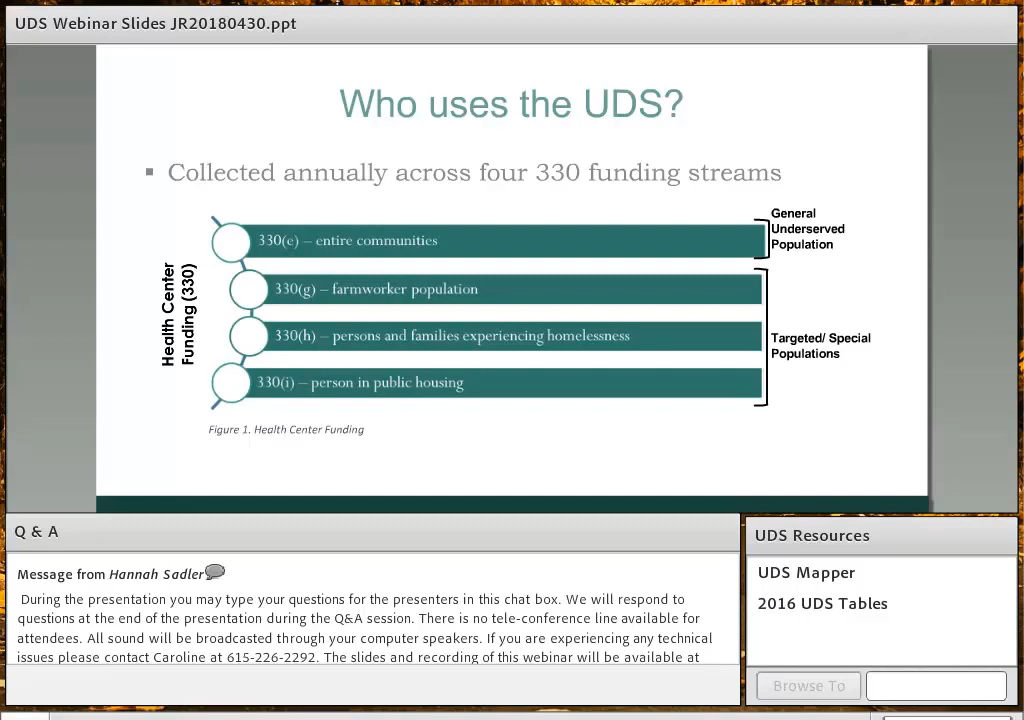 UDS Webinar Slides JR20180430.ppt
Who uses the UDS?
▪ Collected annually across four 330 funding streams
Health Center
Funding (330)
330(e) – entire communities
330(g) – farmworker population
330(h) – persons and families experiencing homelessness
330(i) – person in public housing
General
Underserved
Population
Targeted/ Special
Populations
Figure 1. Health Center Funding
Q & A
Message from Hannah Sadler
During the presentation you may type your questions for the presenters in this chat box. We will respond to
questions at the end of the presentation during the Q&A session. There is no tele-conference line available for
attendees. All sound will be broadcasted through your computer speakers. If you are experiencing any technical
issues please contact Caroline at 615-226-2292. The slides and recording of this webinar will be available at
UDS Resources
UDS Mapper
2016 UDS Tables
Browse To